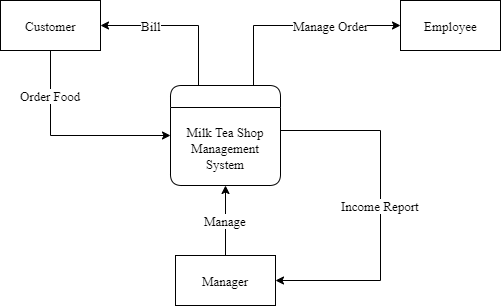 Customer
Bill
Manage Order
Employee
Order Food
Milk Tea Shop
Management
System
Income Report
Manage
Manager